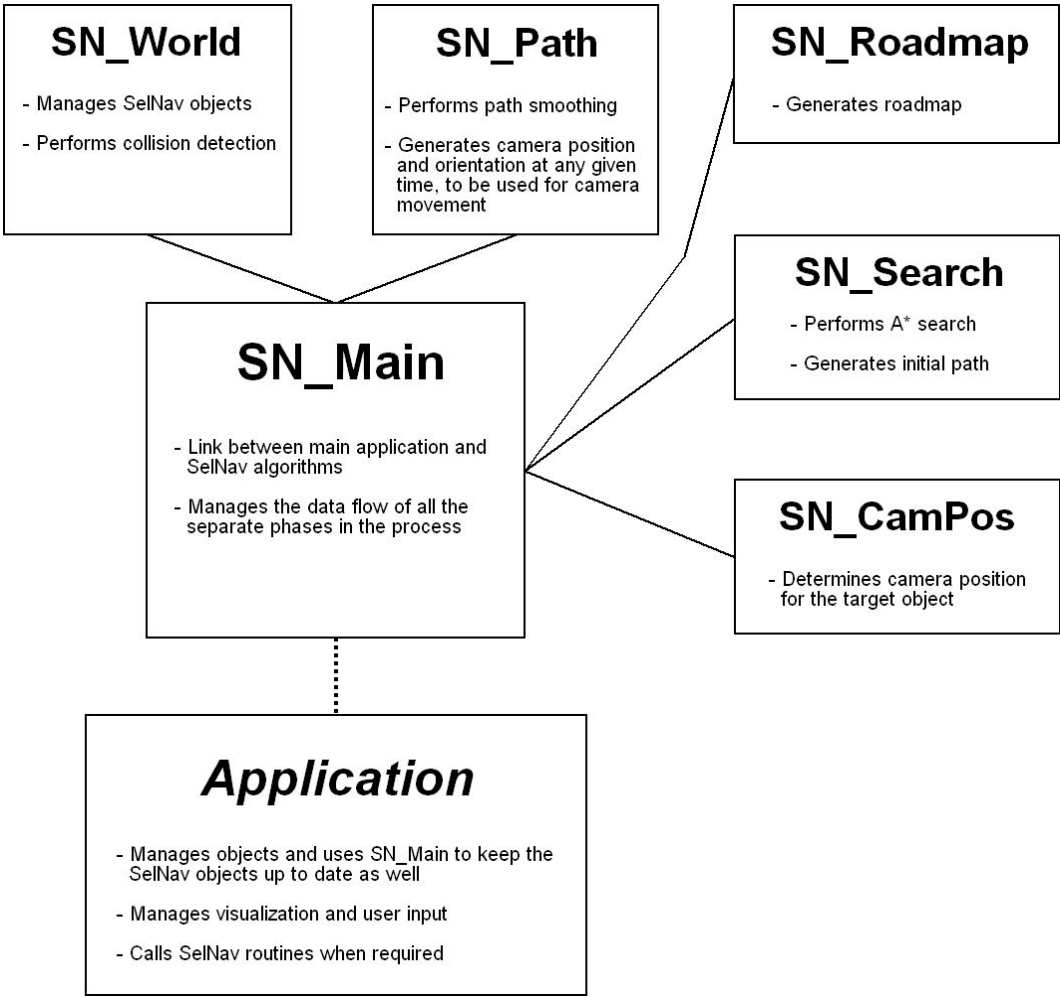 SN_World
- Manages SelNav objects
- Performs collision detection
SN_Path
- Performs path smoothing
- Generates camera position
and orientation at any given
time, to be used for camera
movement
SN_Roadmap
- Generates roadmap
SN_Search
- Performs A* search
- Generates initial path
SN_Main
- Link between main application and
SelNav algorithms
- Manages the data flow of all the
separate phases in the process
SN_CamPos
- Determines camera position
for the target object
Application
- Manages objects and uses SN_Main to keep the
SelNav objects up to date as well
- Manages visualization and user input
- Calls SelNav routines when required